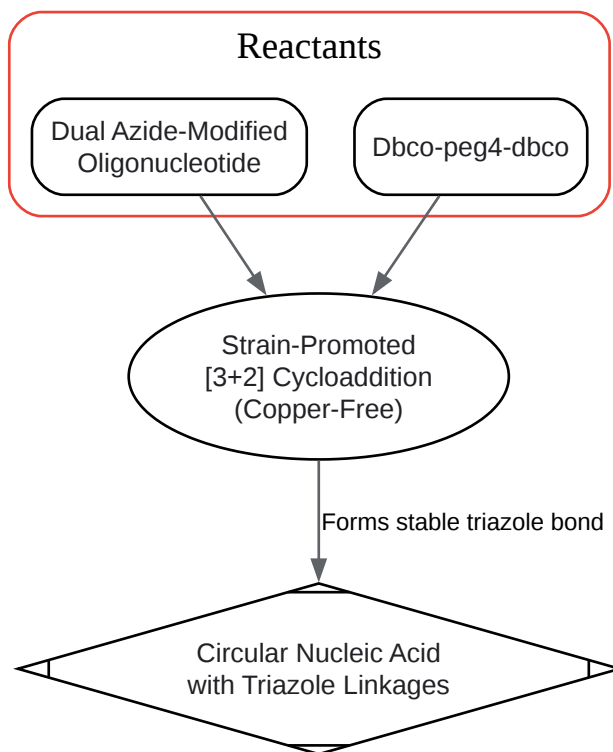 Reactants
Dual Azide-Modified
Oligonucleotide
Dbco-peg4-dbco
Strain-Promoted
[3+2] Cycloaddition
(Copper-Free)
Forms stable triazole bond
Circular Nucleic Acid
with Triazole Linkages